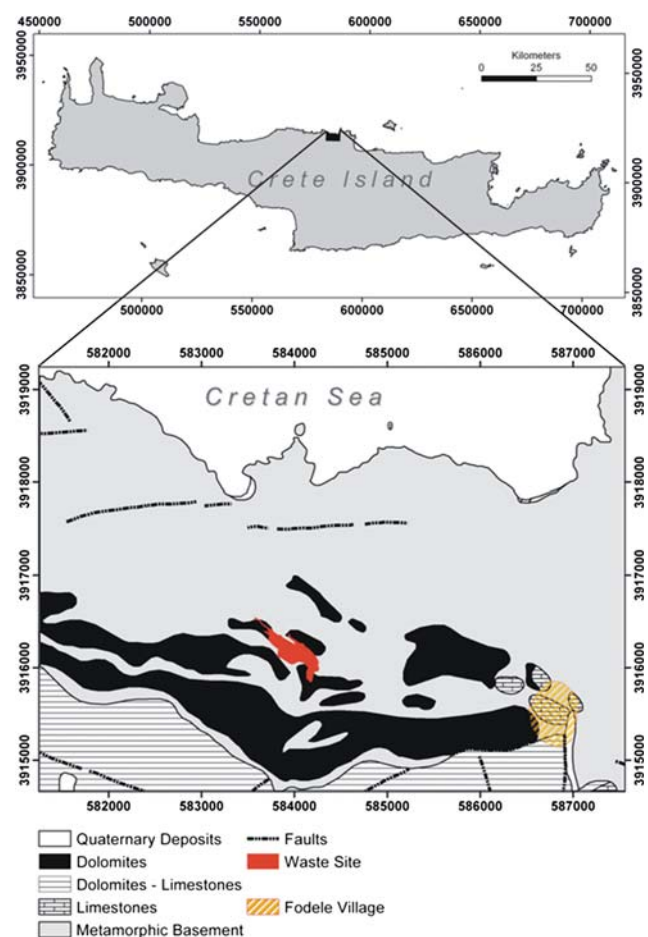 450000 500000 550000 600000 650000 700000
3950000
3900000
3850000
3950000
3900000
3850000
Kilometers
0 25 50
Crete Island
500000 550000 600000 650000 700000
582000 583000 584000 585000 586000 587000
3919000
3918000
3917000
3916000
3915000
3919000
3918000
3917000
3916000
3915000
Cretan Sea
582000 583000 584000 585000 586000 587000
Quaternary Deposits
Dolomites
Dolomites - Limestones
Limestones
Metamorphic Basement
Faults
Waste Site
Fodele Village